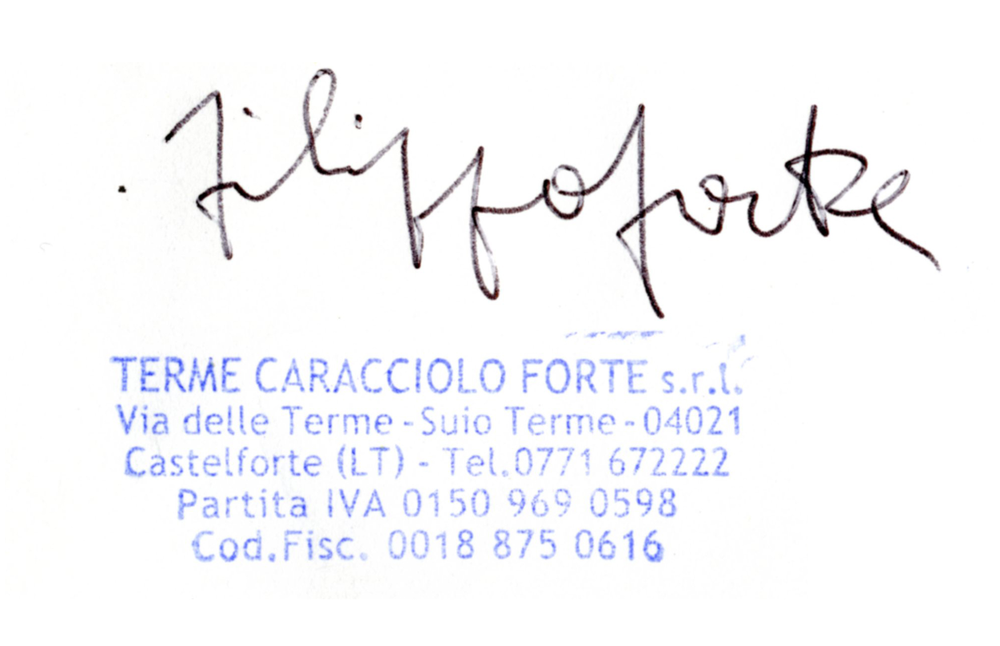 Filippo Forte
TERME CARACCIOLO FORTE s.r.l.
Via delle Terme - Suio Terme - 04021
Castelforte (LT) - Tel.0771 672222
Partita IVA 0150 969 0598
Cod.Fisc. 0018 875 0616